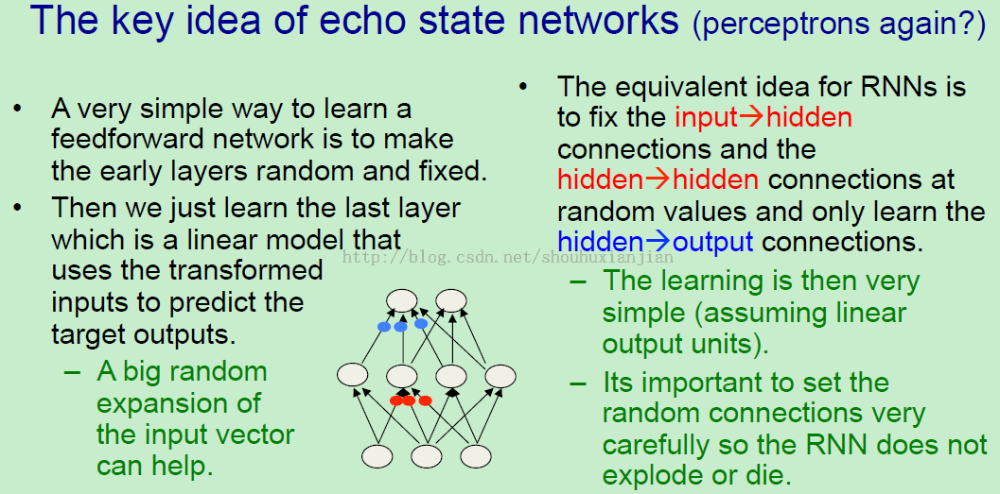 The key idea of echo state networks (perceptrons again?)
• A very simple way to learn a
feedforward network is to make
the early layers random and fixed.
• Then we just learn the last layer
which is a linear model that
uses the transformed
inputs to predict the
target outputs.
– A big random
expansion of
the input vector
can help.
• The equivalent idea for RNNs is
to fix the input→hidden
connections and the
hidden→hidden connections at
random values and only learn the
hidden→output connections.
– The learning is then very
simple (assuming linear
output units).
– Its important to set the
random connections very
carefully so the RNN does not
explode or die.
http://blog.csdn.net/shouhuxianjian